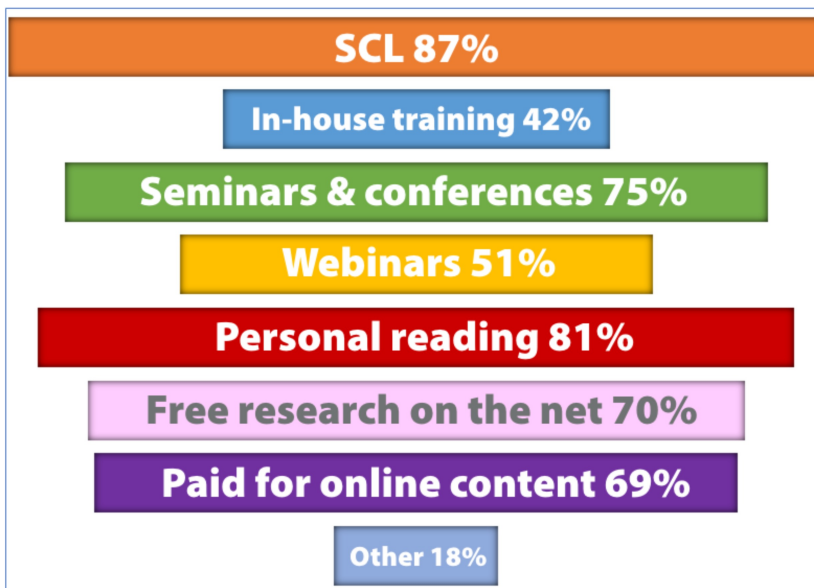 SCL 87%
In-house training 42%
Seminars & conferences 75%
Webinars 51%
Personal reading 81%
Free research on the net 70%
Paid for online content 69%
Other 18%